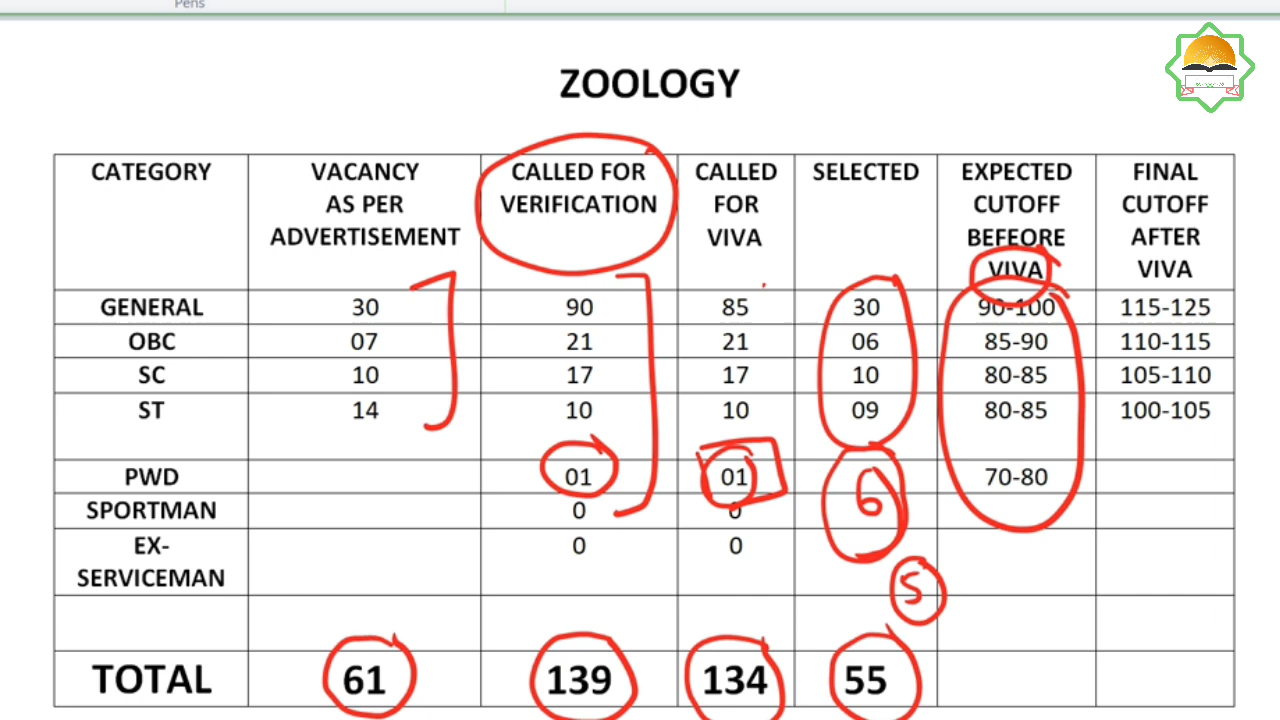 Pens
ZOOLOGY
CATEGORY VACANCY AS PER ADVERTISEMENT CALLED FOR VERIFICATION CALLED FOR VIVA SELECTED EXPECTED CUTOFF BEFEORE VIVA FINAL CUTOFF AFTER VIVA
GENERAL 30 90 85 30 90-100 115-125
OBC 07 21 21 06 85-90 110-115
SC 10 17 17 10 80-85 105-110
ST 14 10 10 09 80-85 100-105
PWD 01 01 6 70-80
SPORTMAN 0 0
EX-SERVICEMAN 0 0
5
TOTAL 61 139 134 55